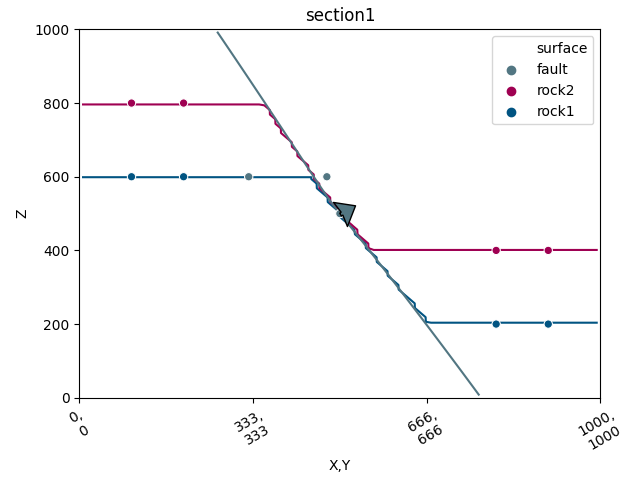 section1
surface
fault
rock2
rock1
Z
1000
800
600
400
200
0
0,
0
333,
333
666,
666
1000,
1000
X,Y